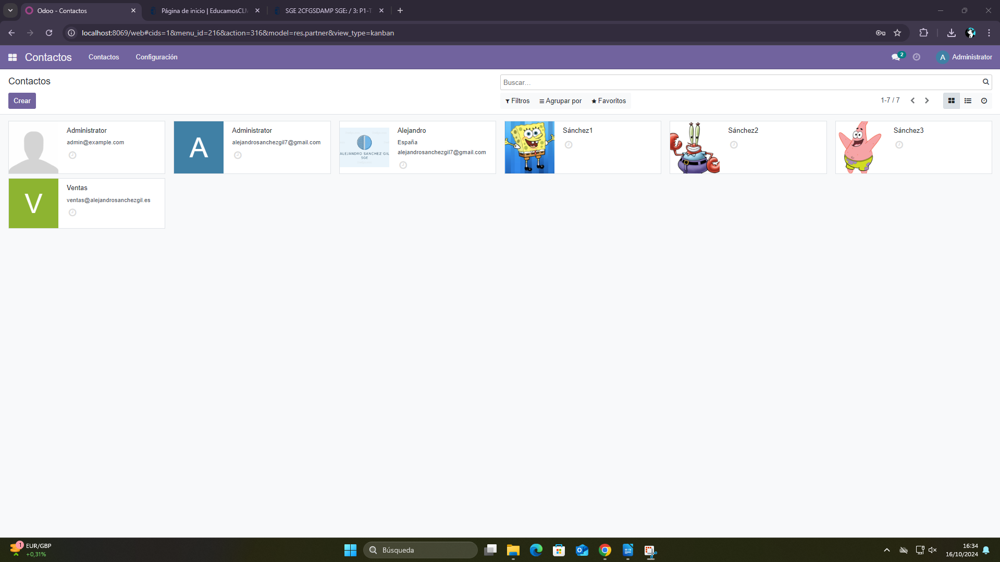 Odoo - Contactos
Página de inicio | EducamosCLM
SGE 2CFGSDAMP SGE: / 3: P1-T
localhost:8069/web#cids=1&menu_id=216&action=316&model=res.partner&view_type=kanban
Contactos
Contactos
Configuración
2
A
Administrator
Contactos
Buscar...
Crear
Filtros
Agrupar por
Favoritos
1-7 / 7
Administrator
admin@example.com
A
Administrator
alejandrosanchezgil7@gmail.com
ALEJANDRO SANCHEZ GIL
SGE
Alejandro
España
alejandrosanchezgil7@gmail.com
Sánchez1
Sánchez2
Sánchez3
V
Ventas
ventas@alejandrosanchezgil.es
1
EUR/GBP
+0,31%
Búsqueda
16:34
16/10/2024